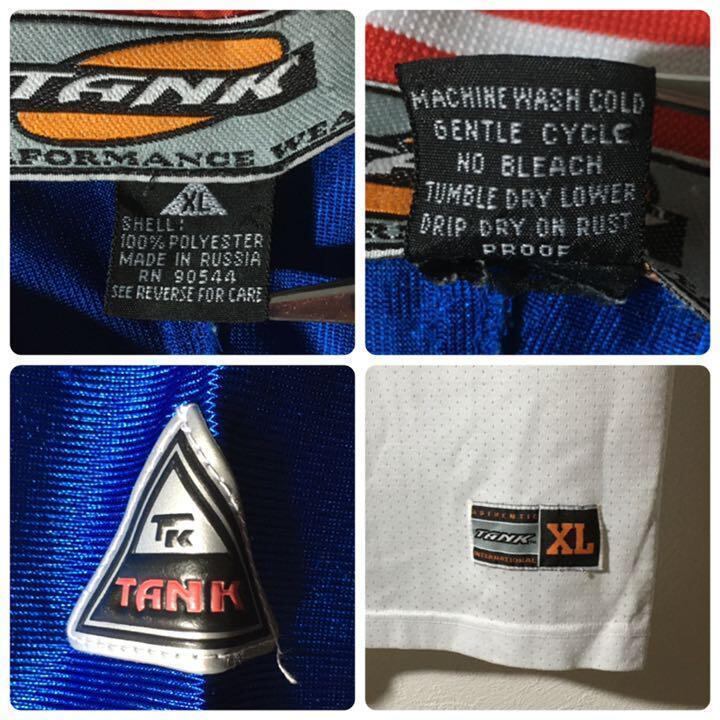 TANK
FORMANCE WEA
XL
SHELL:
100% POLYESTER
MADE IN RUSSIA
RN 90544
SEE REVERSE FOR CARE
MACHINE WASH COLD
GENTLE CYCLE
NO BLEACH
TUMBLE DRY LOWER
DRIP DRY ON RUST
PROOF
TK
TANK
AUTHENTIC
TANK XL
INTERNATIONAL